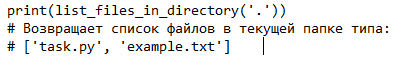 print(list_files_in_directory('.'))
# Возвращает список файлов в текущей папке типа:
# ['task.py', 'example.txt']